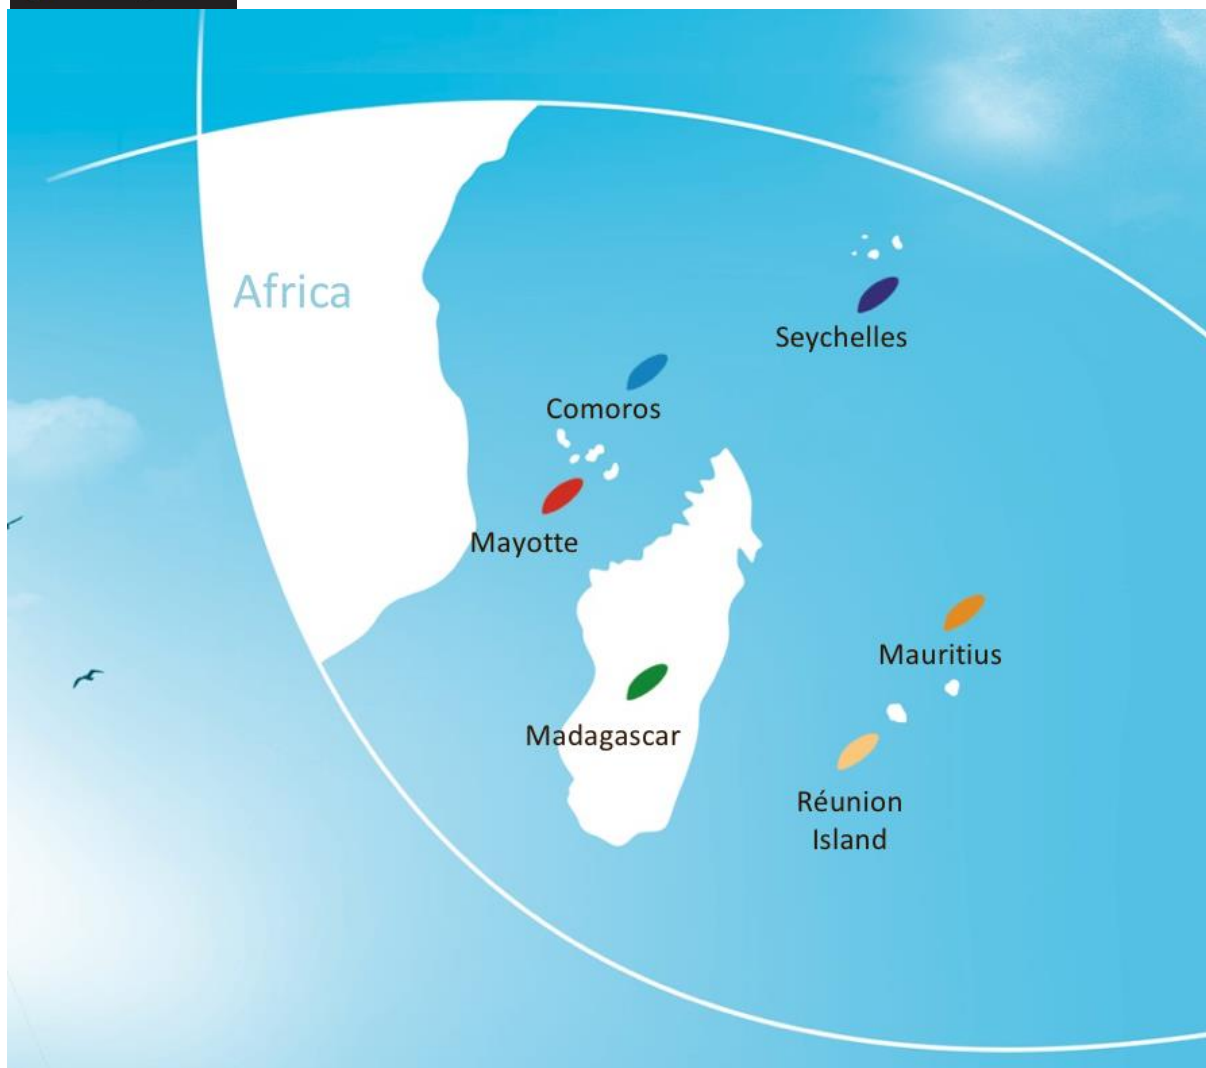 Africa
Seychelles
Comoros
Mayotte
Mauritius
Madagascar
Réunion
Island